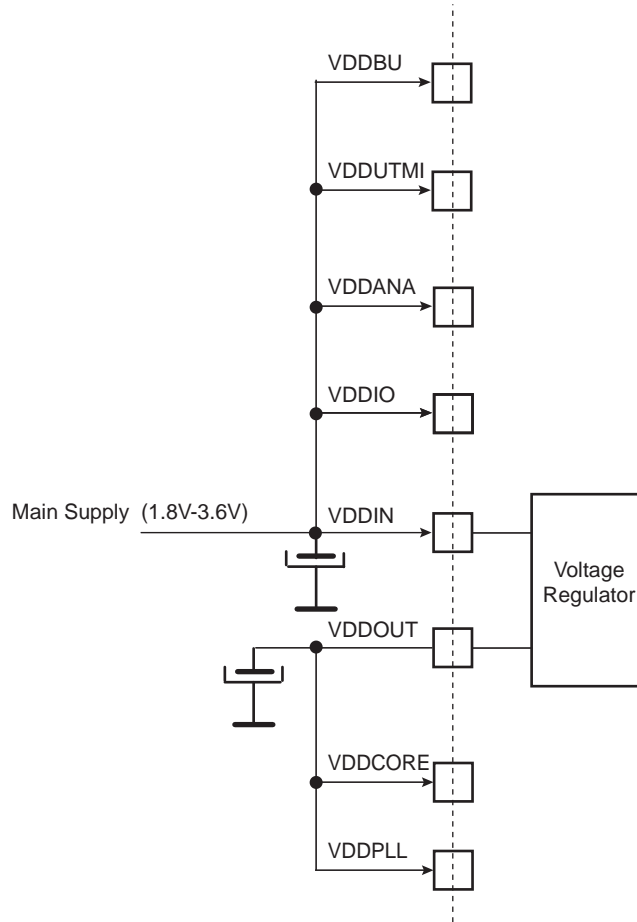 VDDBU
VDDUTMI
VDDANA
VDDIO
Main Supply (1.8V-3.6V)
VDDIN
Voltage
Regulator
VDDOUT
VDDCORE
VDDPLL